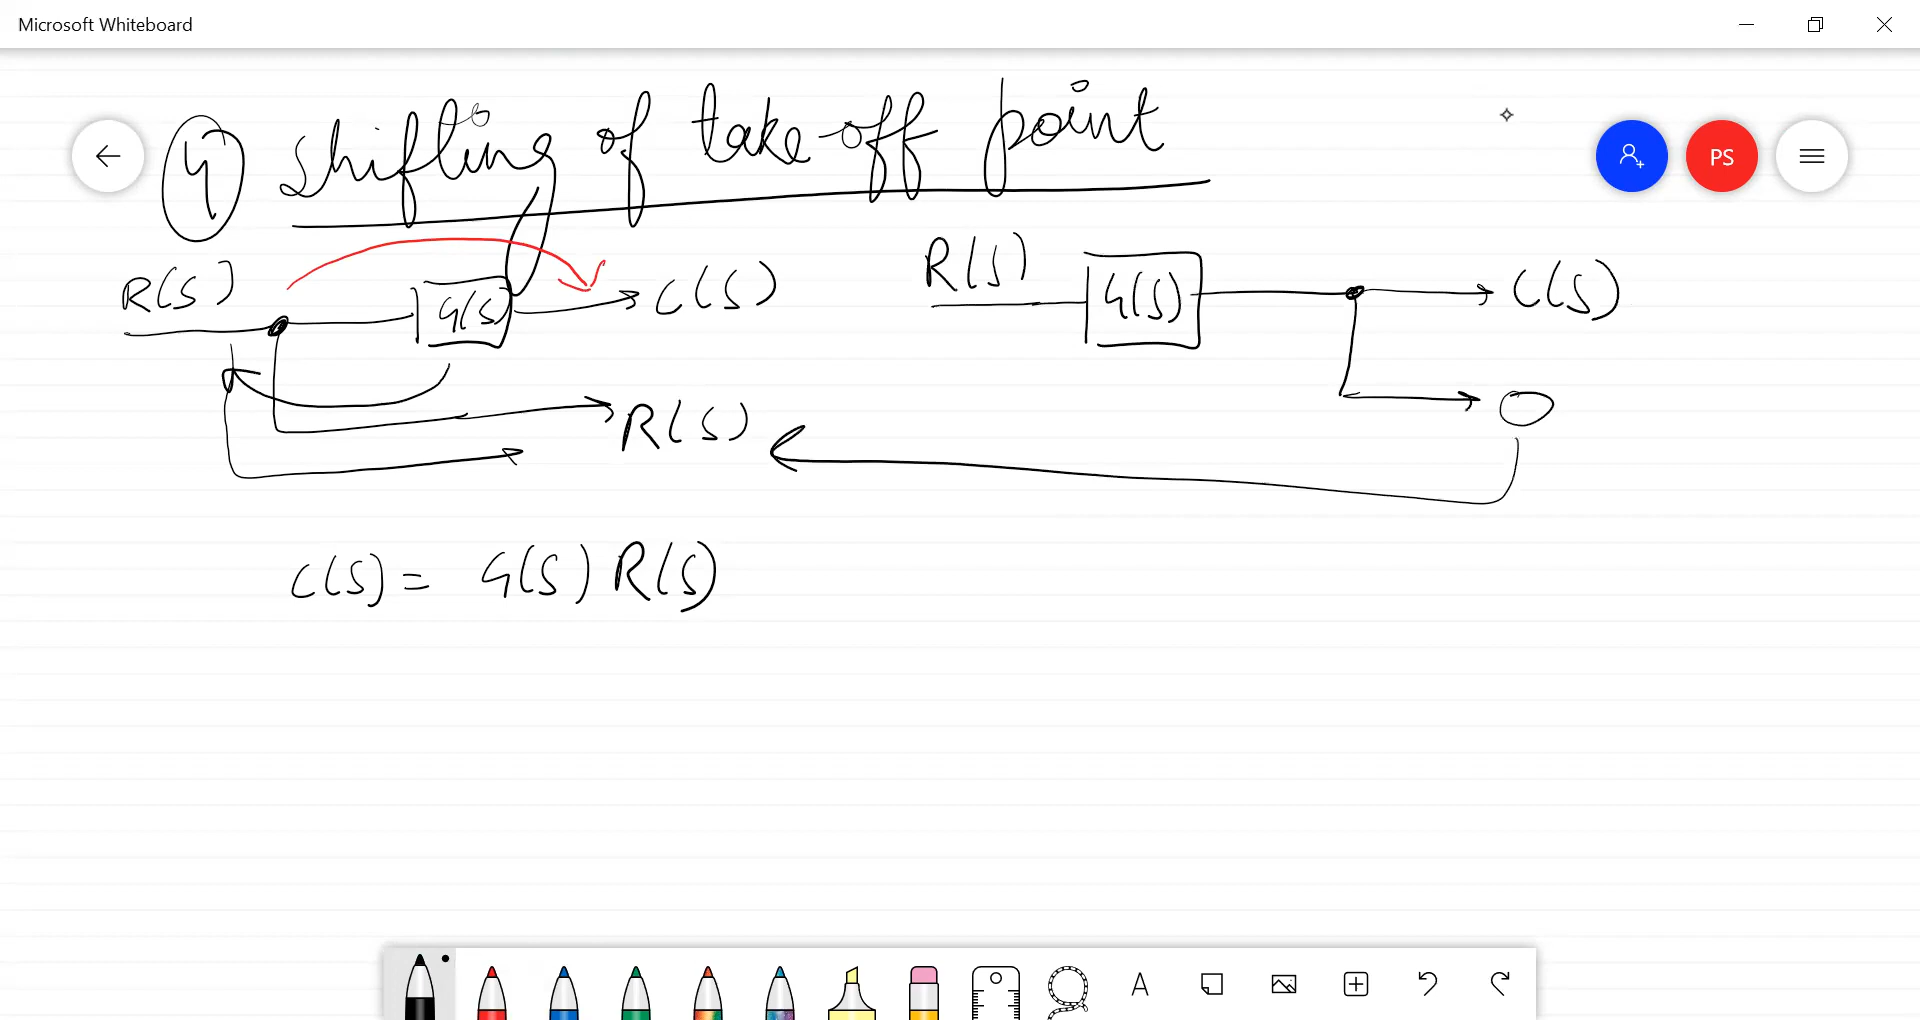 Microsoft Whiteboard
4 Shifting of take-off point
PS
R(S) G(S) C(S)
R(S) G(S) C(S)
R(S)
C(S) = G(S) R(S)
A